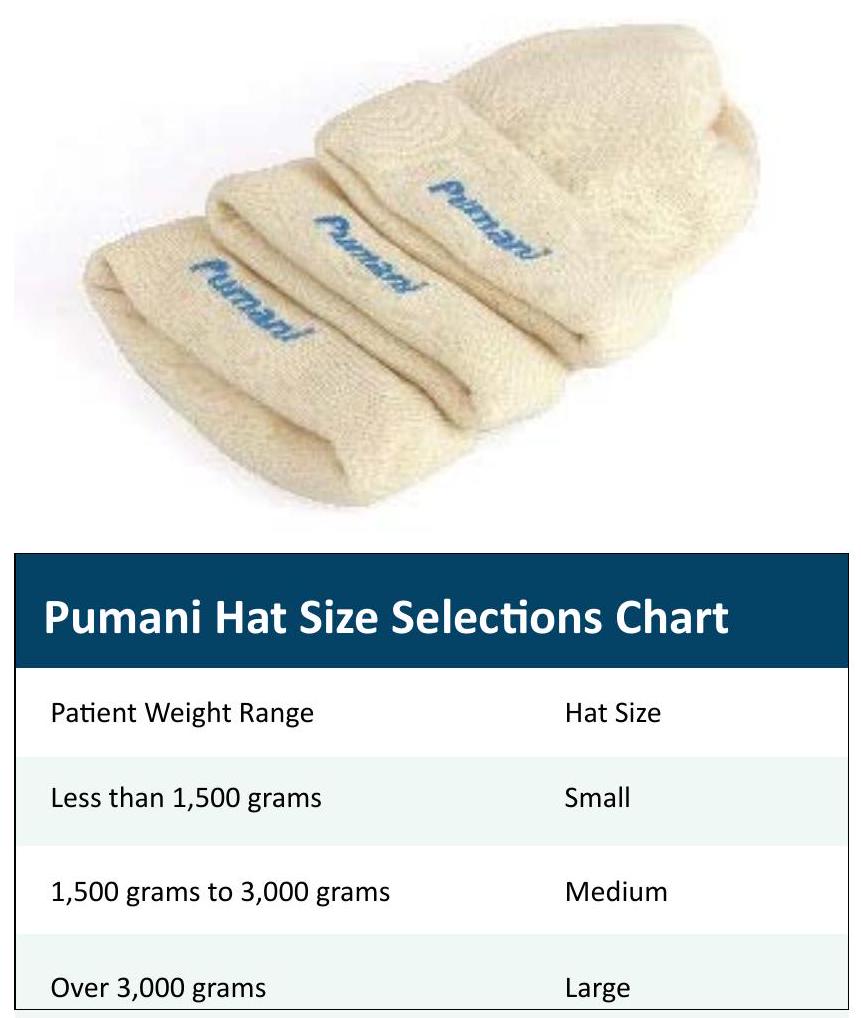 Pumani
Pumani
Pumani
Pumani Hat Size Selections Chart
Patient Weight Range Hat Size
Less than 1,500 grams Small
1,500 grams to 3,000 grams Medium
Over 3,000 grams Large